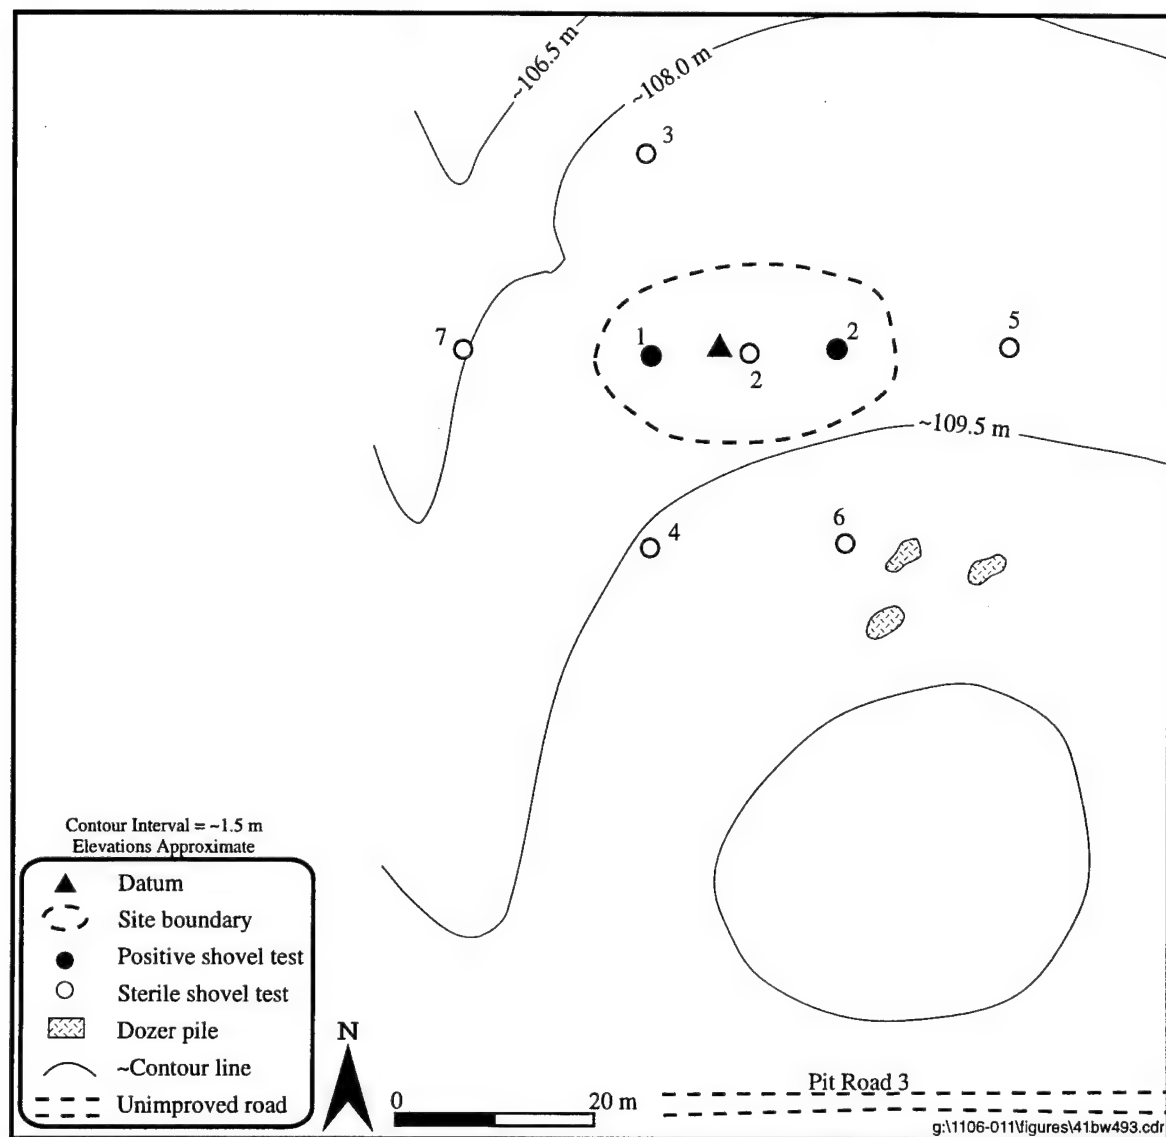 ~106.5 m
~108.0 m
3
7
1
2
5
2
~109.5 m
4
6
Contour Interval = ~1.5 m
Elevations Approximate
Datum
Site boundary
Positive shovel test
Sterile shovel test
Dozer pile
~Contour line
Unimproved road
N
0
20 m
Pit Road 3
g:\1106-011\figures\41bw493.cdr